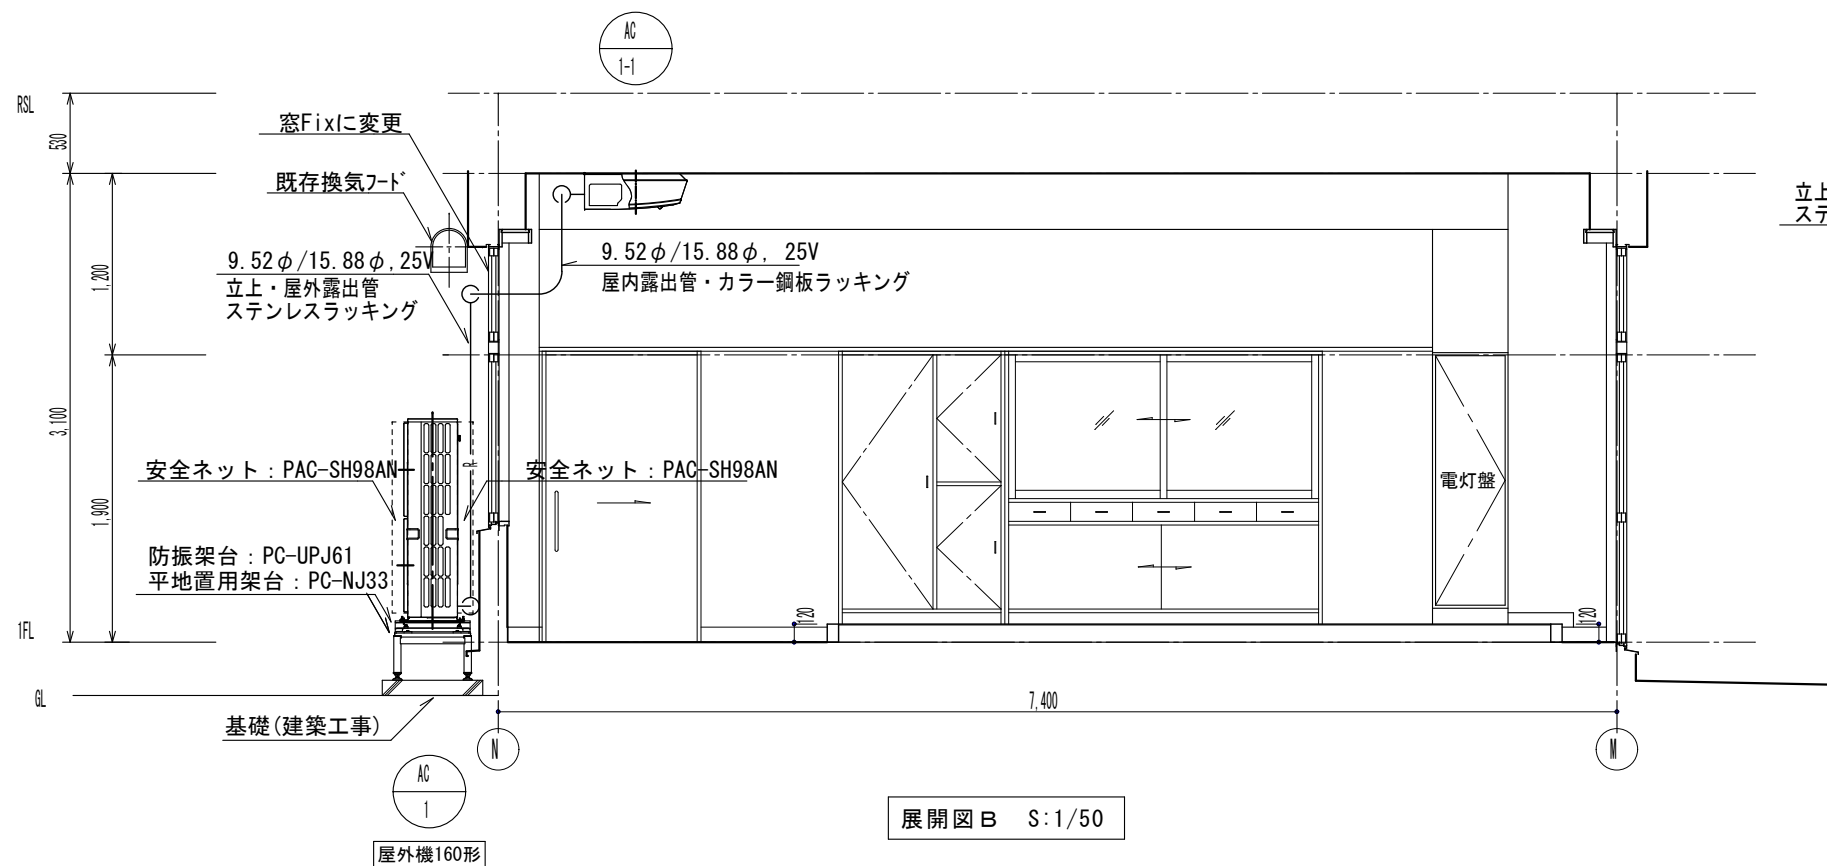 AC
1-1
RSL
530
窓Fixに変更
既存換気フード
1,200
9.52φ/15.88φ,25V
立上・屋外露出管
ステンレスラッキング
9.52φ/15.88φ, 25V
屋内露出管・カラー鋼板ラッキング
立上
3,100
1,900
安全ネット：PAC-SH98AN
安全ネット：PAC-SH98AN
電灯盤
防振架台：PC-UPJ61
平地置用架台：PC-NJ33
120
120
1FL
GL
7,400
基礎(建築工事)
N
M
AC
1
展開図B S:1/50
屋外機160形